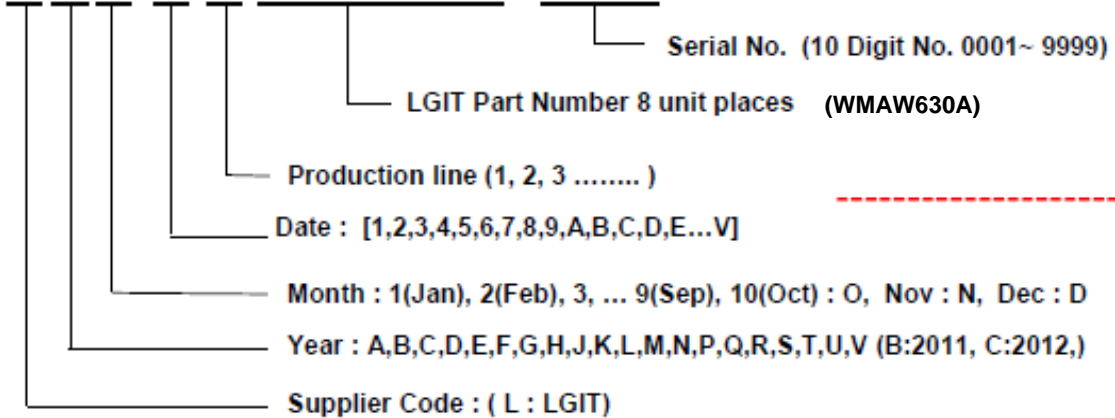 Serial No. (10 Digit No. 0001~ 9999)
LGIT Part Number 8 unit places (WMAW630A)
Production line (1, 2, 3 ........ )
Date : [1,2,3,4,5,6,7,8,9,A,B,C,D,E...V]
Month : 1(Jan), 2(Feb), 3, ... 9(Sep), 10(Oct) : O, Nov : N, Dec : D
Year : A,B,C,D,E,F,G,H,J,K,L,M,N,P,Q,R,S,T,U,V (B:2011, C:2012,)
Supplier Code : ( L : LGIT)